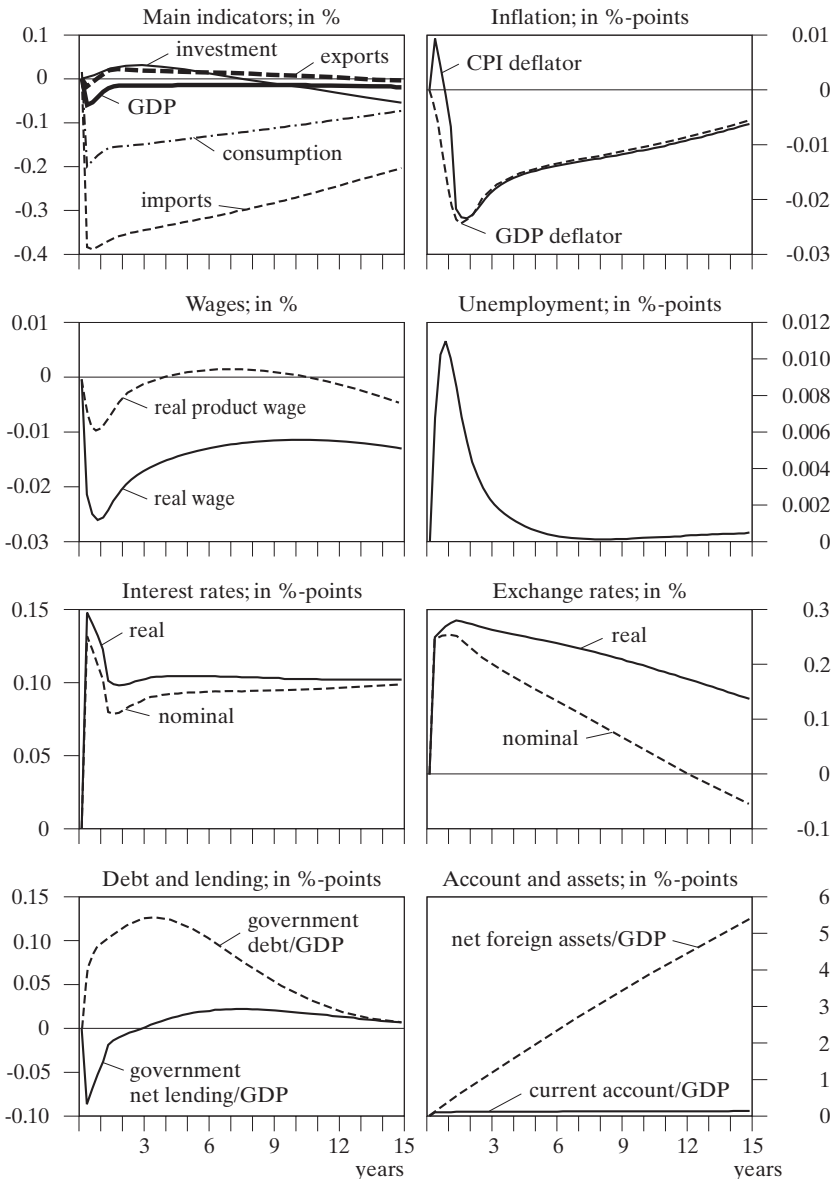 Main indicators; in %
0.1
0
-0.1
-0.2
-0.3
-0.4
investment
exports
GDP
consumption
imports
Inflation; in %-points
0.01
0
-0.01
-0.02
-0.03
CPI deflator
GDP deflator
Wages; in %
0.01
0
-0.01
-0.02
-0.03
real product wage
real wage
Unemployment; in %-points
0.012
0.010
0.008
0.006
0.004
0.002
0
Interest rates; in %-points
0.15
0.10
0.05
0
real
nominal
Exchange rates; in %
0.3
0.2
0.1
0
-0.1
real
nominal
Debt and lending; in %-points
0.15
0.10
0.05
0
-0.05
-0.10
government
debt/GDP
government
net lending/GDP
3 6 9 12 15
years
Account and assets; in %-points
6
5
4
3
2
1
0
net foreign assets/GDP
current account/GDP
3 6 9 12 15
years